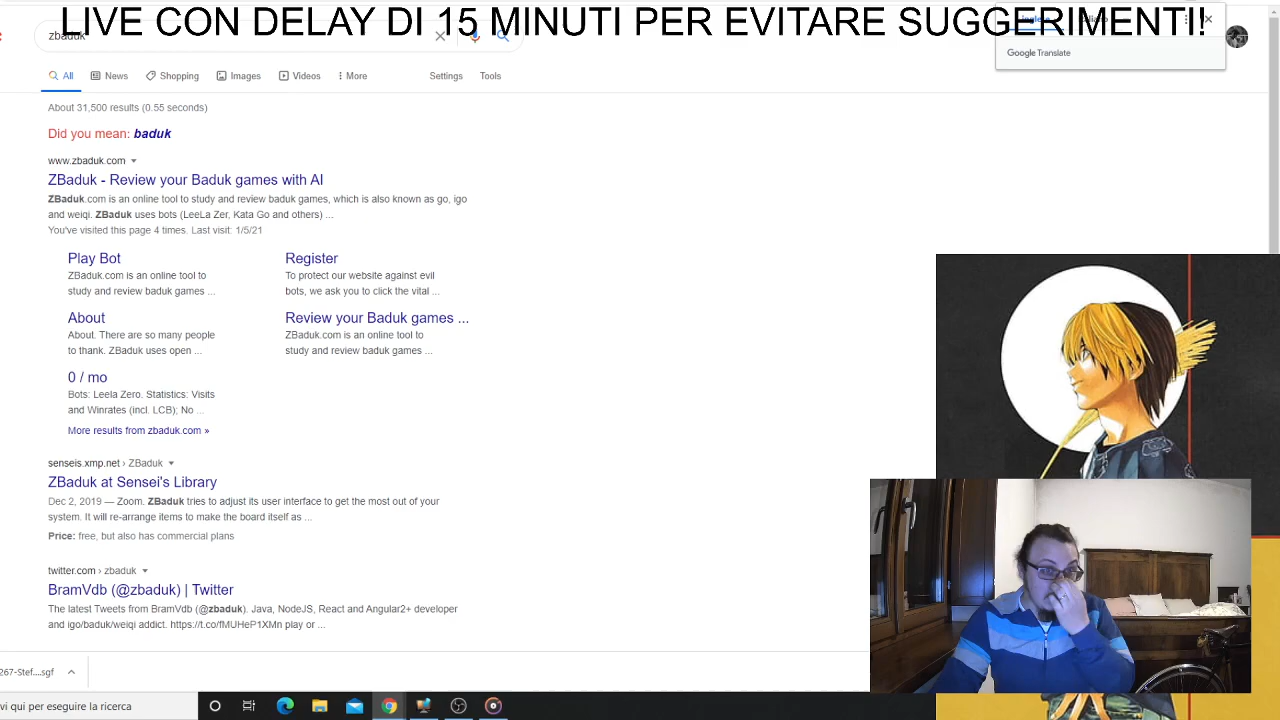 LIVE CON DELAY DI 15 MINUTI PER EVITARE SUGGERIMENTI!
zbaduk
Google Translate
All News Shopping Images Videos More Settings Tools
About 31,500 results (0.55 seconds)
Did you mean: baduk
www.zbaduk.com
ZBaduk - Review your Baduk games with AI
ZBaduk.com is an online tool to study and review baduk games, which is also known as go, igo
and weiqi. ZBaduk uses bots (LeeLa Zer, Kata Go and others) ...
You've visited this page 4 times. Last visit: 1/5/21
Play Bot
ZBaduk.com is an online tool to
study and review baduk games ...
Register
To protect our website against evil
bots, we ask you to click the vital ...
About
About. There are so many people
to thank. ZBaduk uses open ...
Review your Baduk games ...
ZBaduk.com is an online tool to
study and review baduk games ...
0 / mo
Bots: Leela Zero. Statistics: Visits
and Winrates (incl. LCB); No ...
More results from zbaduk.com »
senseis.xmp.net › ZBaduk
ZBaduk at Sensei's Library
Dec 2, 2019 — Zoom. ZBaduk tries to adjust its user interface to get the most out of your
system. It will re-arrange items to make the board itself as ...
Price: free, but also has commercial plans
twitter.com › zbaduk
BramVdb (@zbaduk) | Twitter
The latest Tweets from BramVdb (@zbaduk). Java, NodeJS, React and Angular2+ developer
and igo/baduk/weiqi addict. https://t.co/fMUHeP1XMn play or ...
267-Stef....sgf
vi qui per eseguire la ricerca